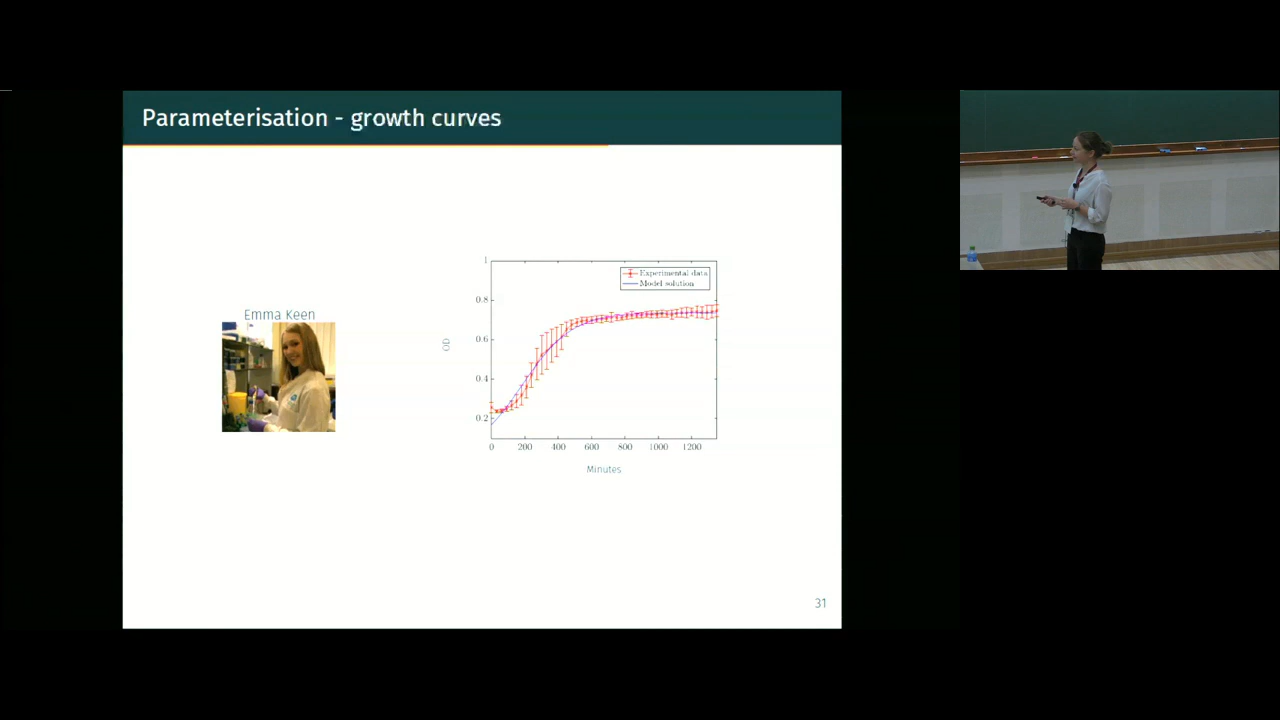 Parameterisation - growth curves
Emma Keen
Experimental data
Model solution
OD
1
0.8
0.6
0.4
0.2
0 200 400 600 800 1000 1200
Minutes
31